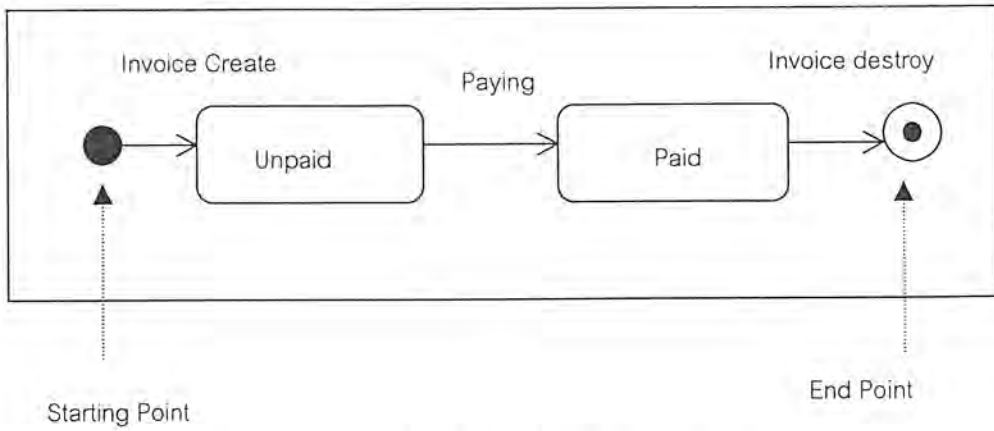 Invoice Create
Paying
Invoice destroy
Unpaid
Paid
Starting Point
End Point